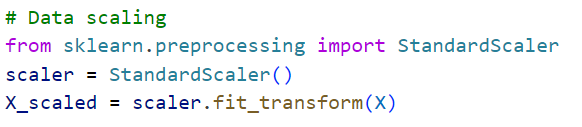 # Data scaling
from sklearn.preprocessing import StandardScaler
scaler = StandardScaler()
X_scaled = scaler.fit_transform(X)